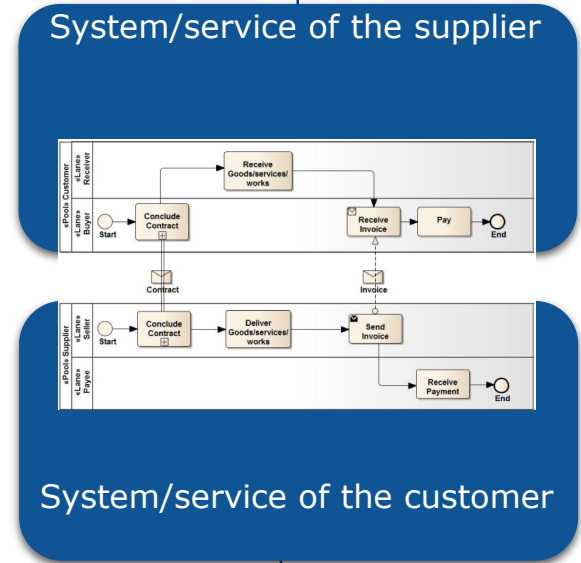 System/service of the supplier
«Pool» Customer
«Lane»
Receiver
Receive
Goods/services/
works
«Lane»
Buyer
Start
Conclude
Contract
Receive
Invoice
Pay
End
Contract
Invoice
«Pool» Supplier
«Lane»
Seller
Start
Conclude
Contract
Deliver
Goods/services/
works
Send
Invoice
«Lane»
Payee
Receive
Payment
End
System/service of the customer